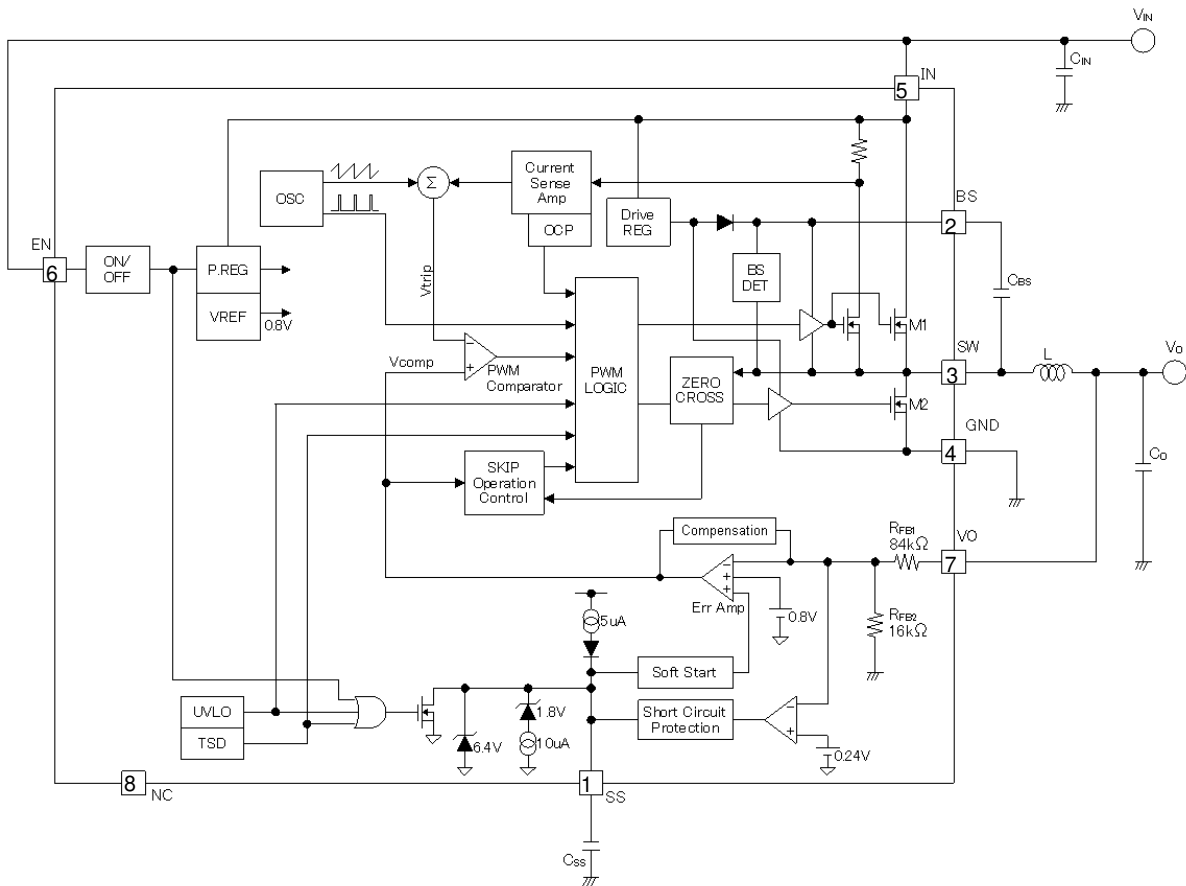 VIN
CIN
IN
5
OSC
Σ
Current
Sense
Amp
OCP
Drive
REG
BS
2
EN
6
ON/
OFF
P.REG
VREF
0.8V
Vtrip
BS
DET
CBS
M1
SW
3
L
VO
Vcomp
−
+
PWM
Comparator
PWM
LOGIC
ZERO
CROSS
M2
GND
4
CO
SKIP
Operation
Control
Compensation
RFB1
84kΩ
VO
7
−
+
+
Err Amp
0.8V
RFB2
16kΩ
5uA
Soft Start
UVLO
TSD
6.4V
1.8V
10uA
Short Circuit
Protection
−
+
0.24V
8
NC
1
SS
CSS